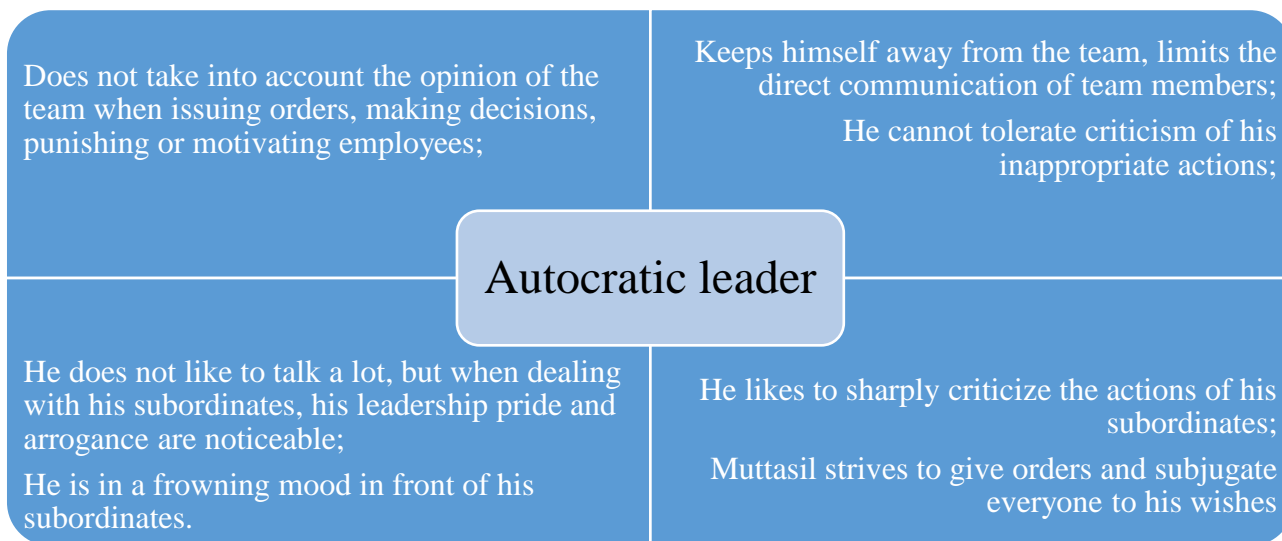 Does not take into account the opinion of the
team when issuing orders, making decisions,
punishing or motivating employees;
Keeps himself away from the team, limits the
direct communication of team members;
He cannot tolerate criticism of his
inappropriate actions;
Autocratic leader
He does not like to talk a lot, but when dealing
with his subordinates, his leadership pride and
arrogance are noticeable;
He is in a frowning mood in front of his
subordinates.
He likes to sharply criticize the actions of his
subordinates;
Muttasil strives to give orders and subjugate
everyone to his wishes